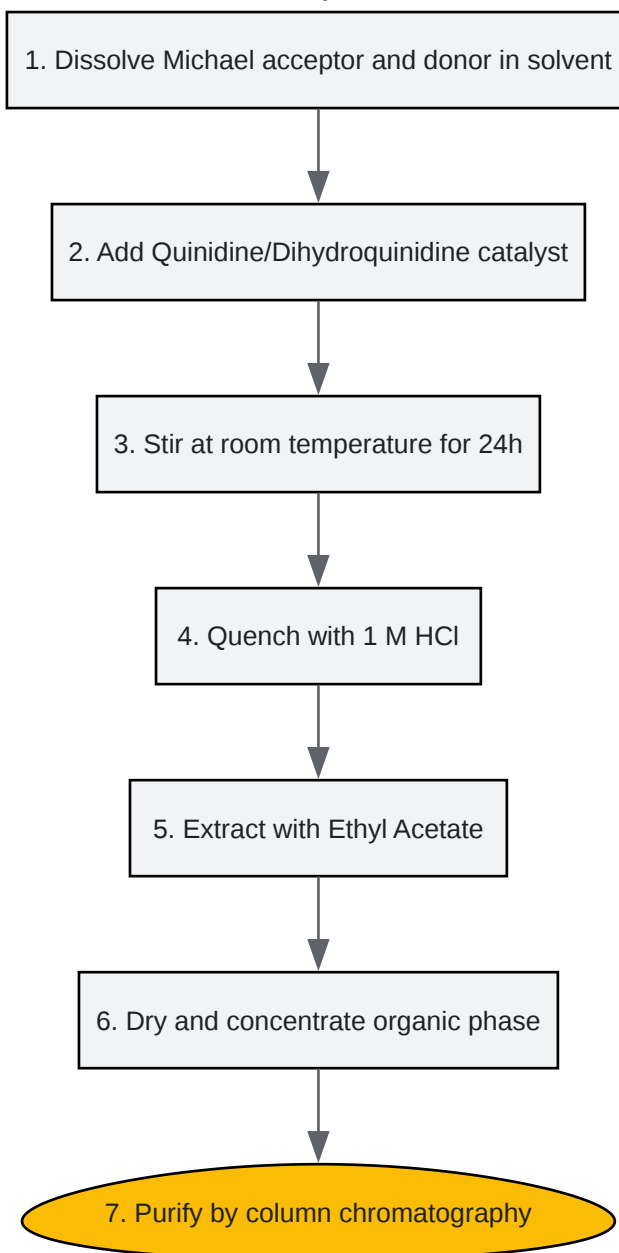 1. Dissolve Michael acceptor and donor in solvent
2. Add Quinidine/Dihydroquinidine catalyst
3. Stir at room temperature for 24h
4. Quench with 1 M HCl
5. Extract with Ethyl Acetate
6. Dry and concentrate organic phase
7. Purify by column chromatography